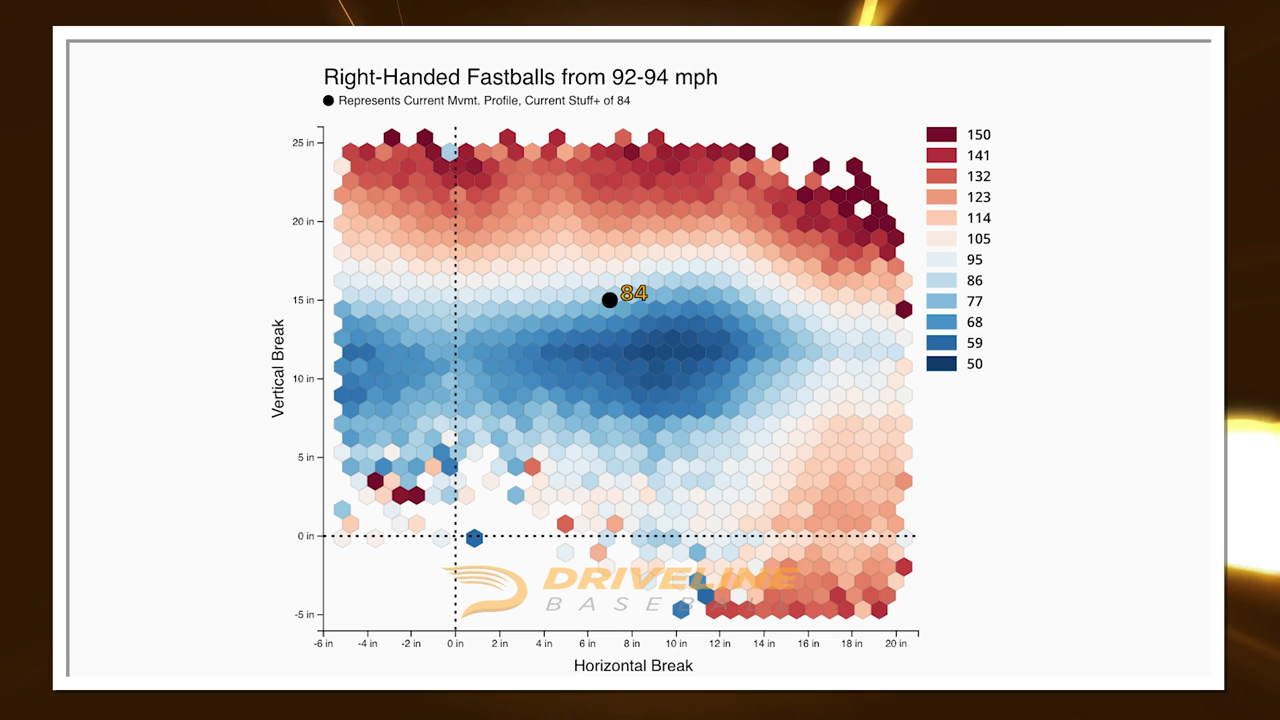 Right-Handed Fastballs from 92-94 mph
Represents Current Mvmt. Profile, Current Stuff+ of 84
25 in
20 in
15 in
10 in
5 in
0 in
-5 in
Vertical Break
84
150
141
132
123
114
105
95
86
77
68
59
50
DRIVELINE
BASEBALL
-6 in
-4 in
-2 in
0 in
2 in
4 in
6 in
8 in
10 in
12 in
14 in
16 in
18 in
20 in
Horizontal Break